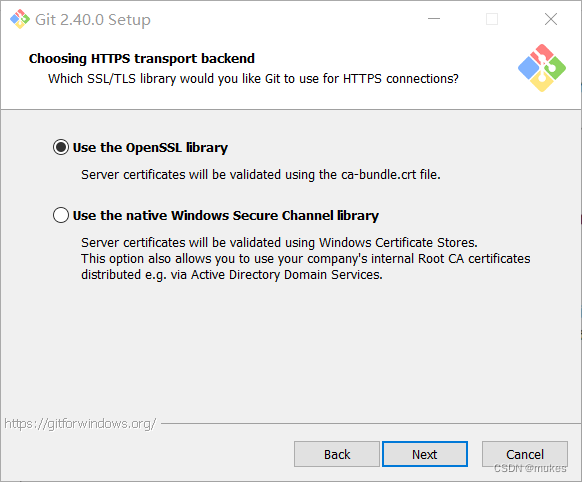 Git 2.40.0 Setup
Choosing HTTPS transport backend
Which SSL/TLS library would you like Git to use for HTTPS connections?
Use the OpenSSL library
Server certificates will be validated using the ca-bundle.crt file.
Use the native Windows Secure Channel library
Server certificates will be validated using Windows Certificate Stores.
This option also allows you to use your company's internal Root CA certificates
distributed e.g. via Active Directory Domain Services.
https://gitforwindows.org/
Back Next Cancel
CSDN @mukes